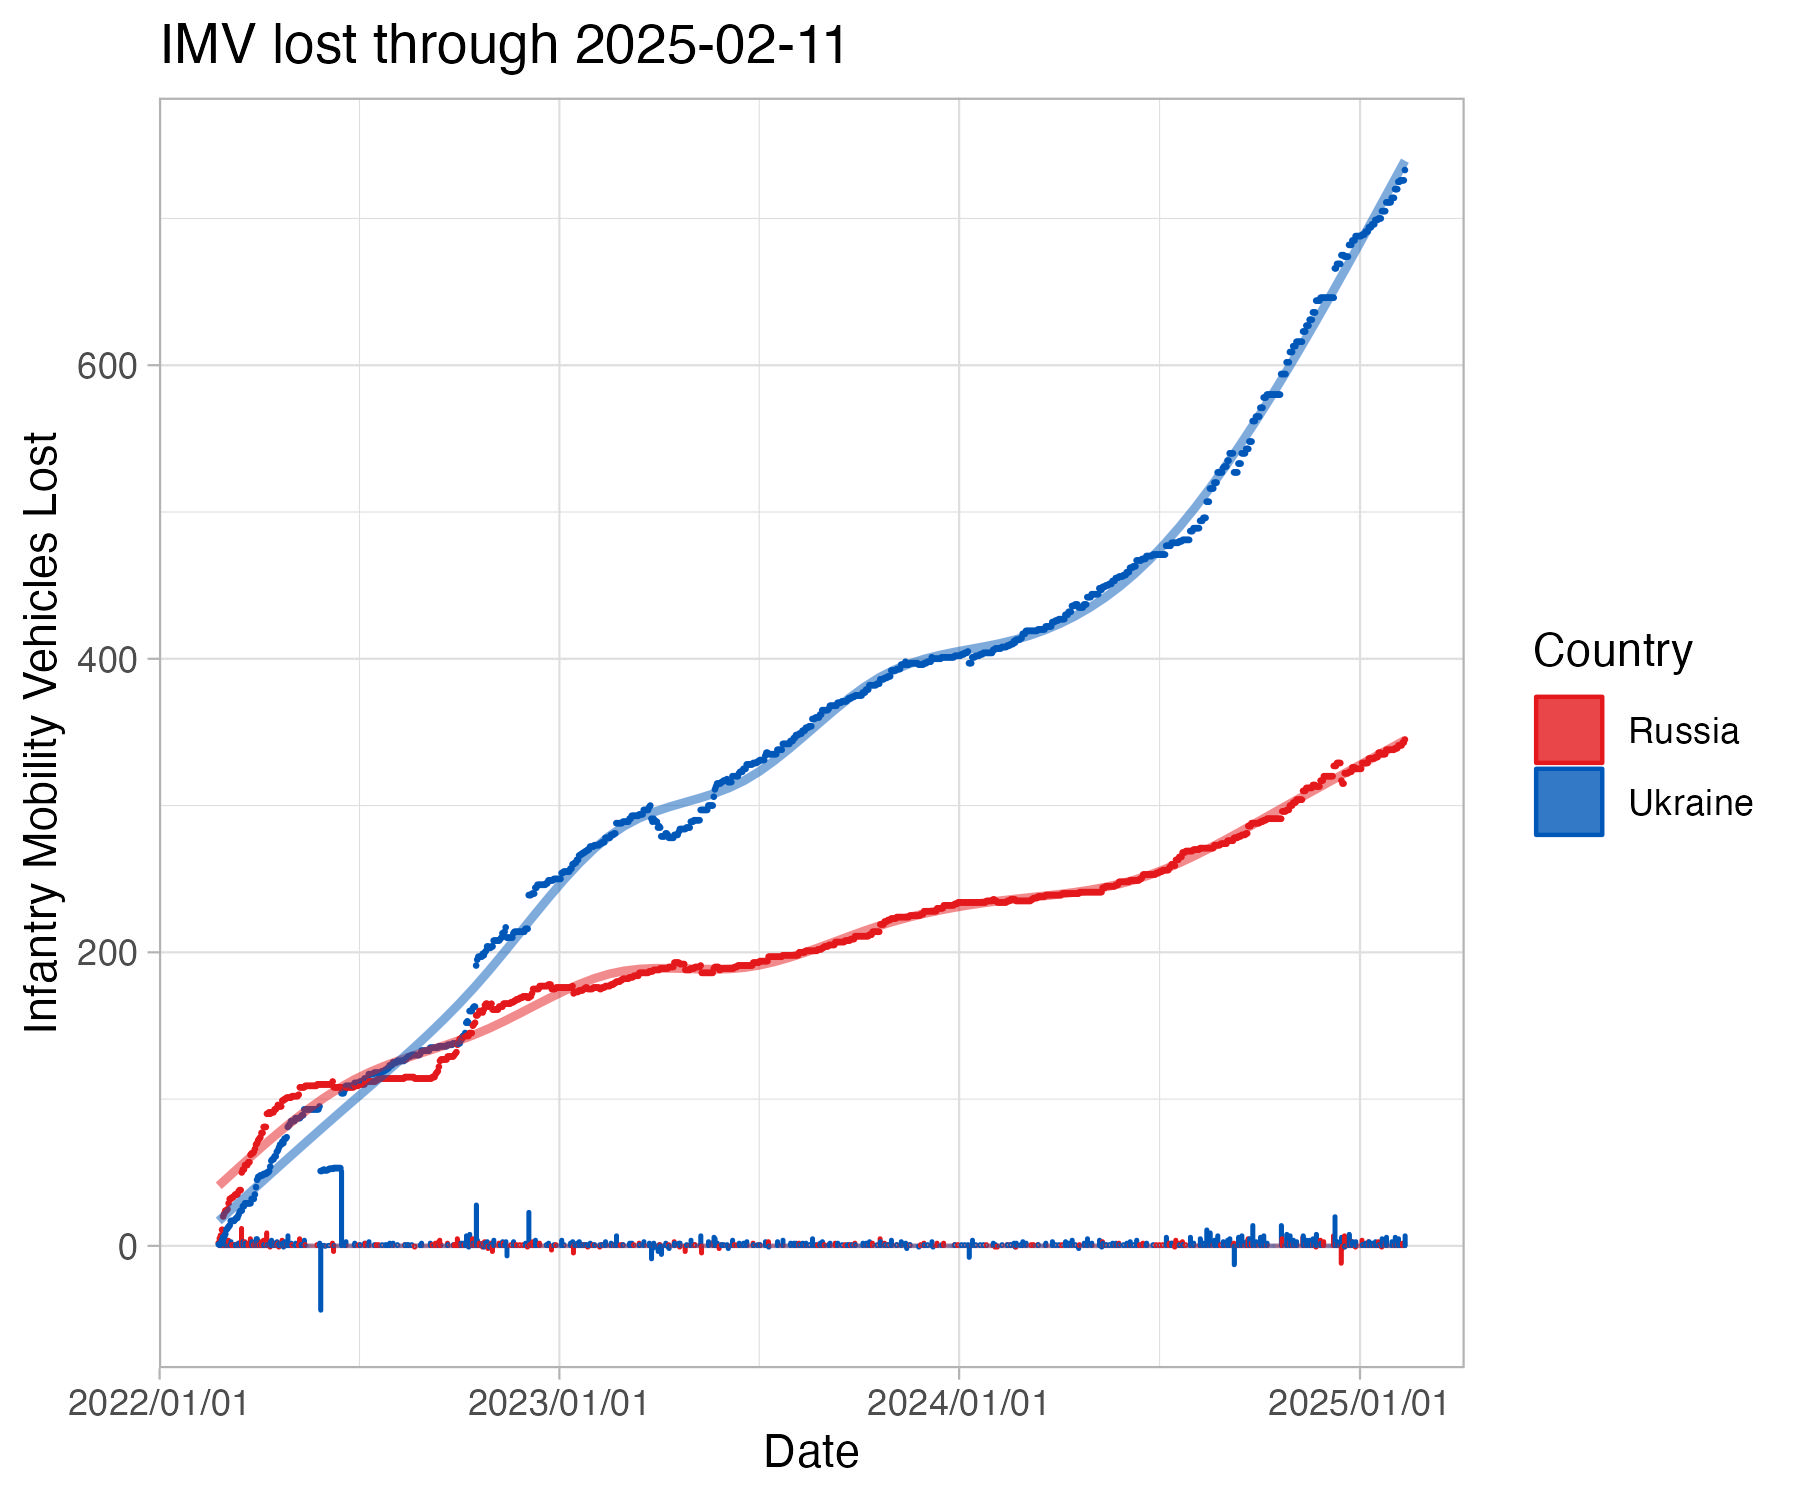 IMV lost through 2025-02-11
Infantry Mobility Vehicles Lost
600
400
200
0
2022/01/01
2023/01/01
2024/01/01
2025/01/01
Date
Country
Russia
Ukraine